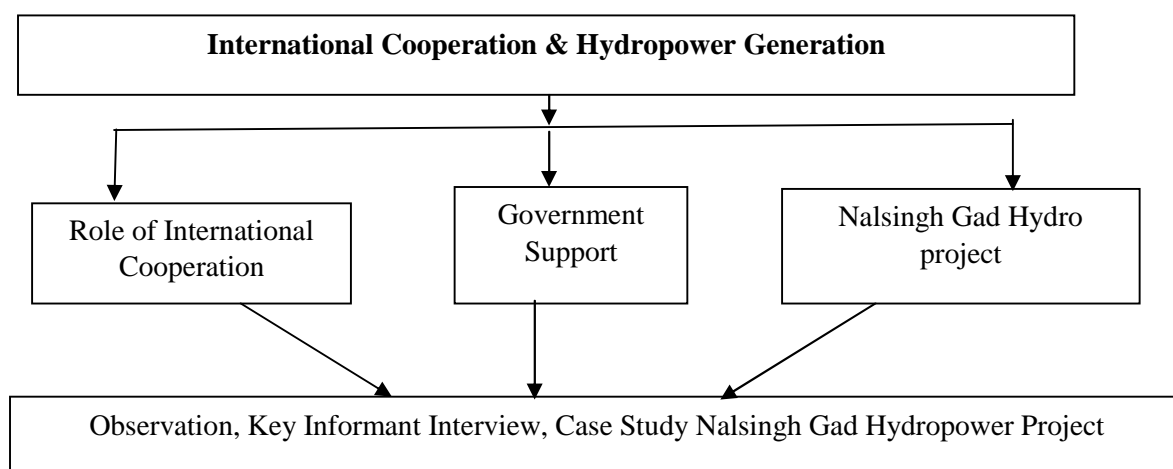 International Cooperation & Hydropower Generation
Role of International
Cooperation
Government
Support
Nalsingh Gad Hydro
project
Observation, Key Informant Interview, Case Study Nalsingh Gad Hydropower Project